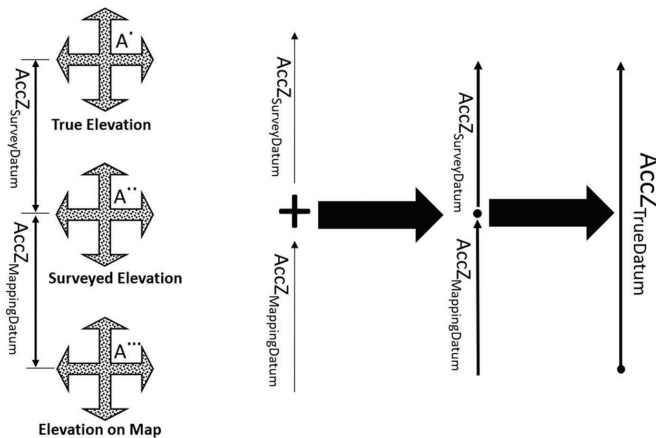 A'
True Elevation
AccZSurveyDatum
A''
Surveyed Elevation
AccZMappingDatum
A'''
Elevation on Map
AccZSurveyDatum
+
AccZMappingDatum
AccZSurveyDatum
AccZMappingDatum
AccZTrueDatum